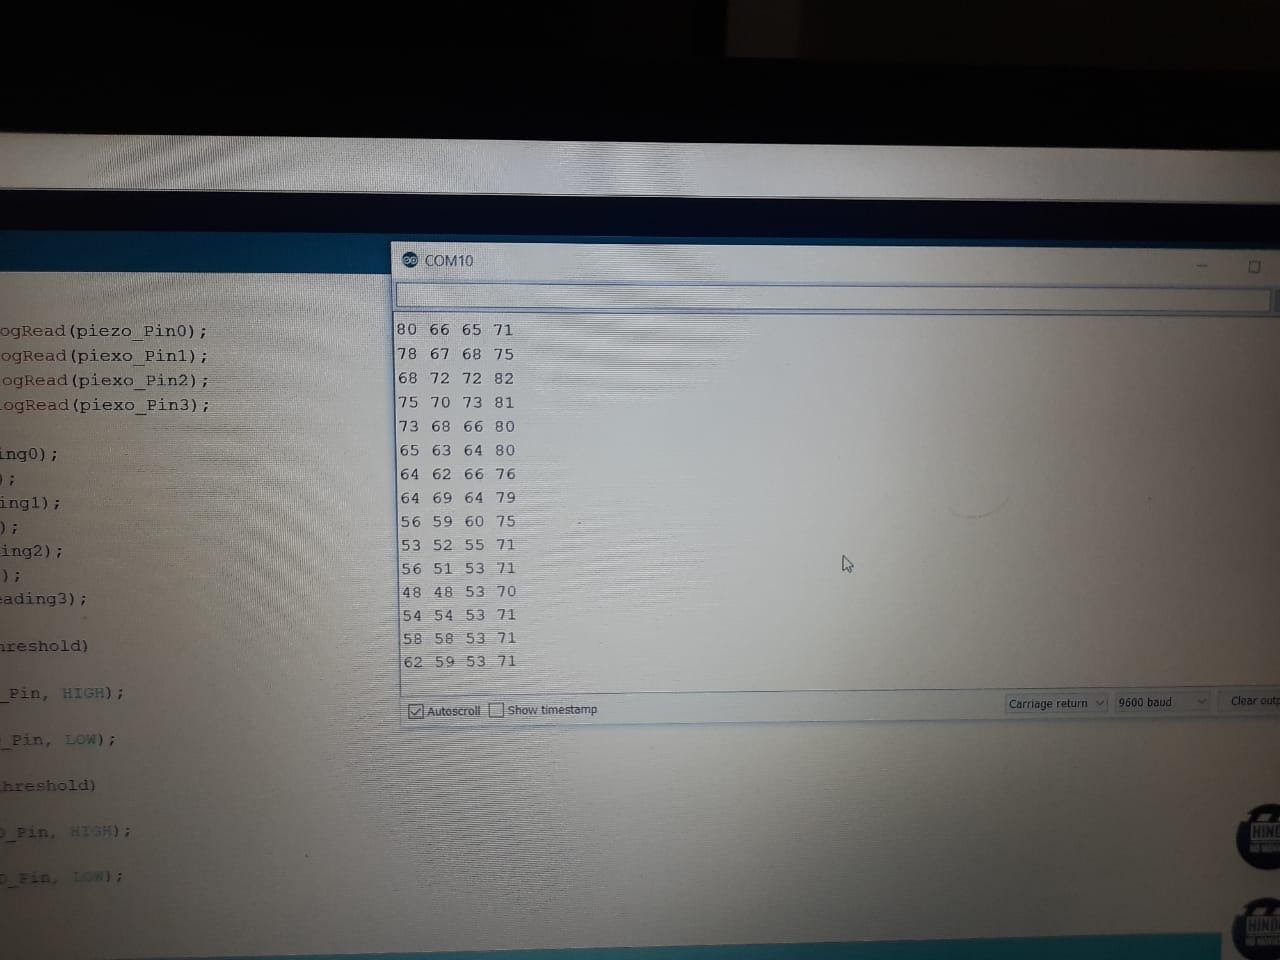 COM10
ogRead(piezo_Pin0);
ogRead(piexo_Pin1);
ogRead(piexo_Pin2);
ogRead(piexo_Pin3);
ing0);
);
ing1);
);
ing2);
);
eading3);
hreshold)
_Pin, HIGH);
_Pin, LOW);
hreshold)
_Pin, HIGH);
_Pin, LOW);
80 66 65 71
78 67 68 75
68 72 72 82
75 70 73 81
73 68 66 80
65 63 64 80
64 62 66 76
64 69 64 79
56 59 60 75
53 52 55 71
56 51 53 71
48 48 53 70
54 54 53 71
58 58 53 71
62 59 53 71
Autoscroll Show timestamp
Carriage return 9600 baud Clear outp
HIN
HIN